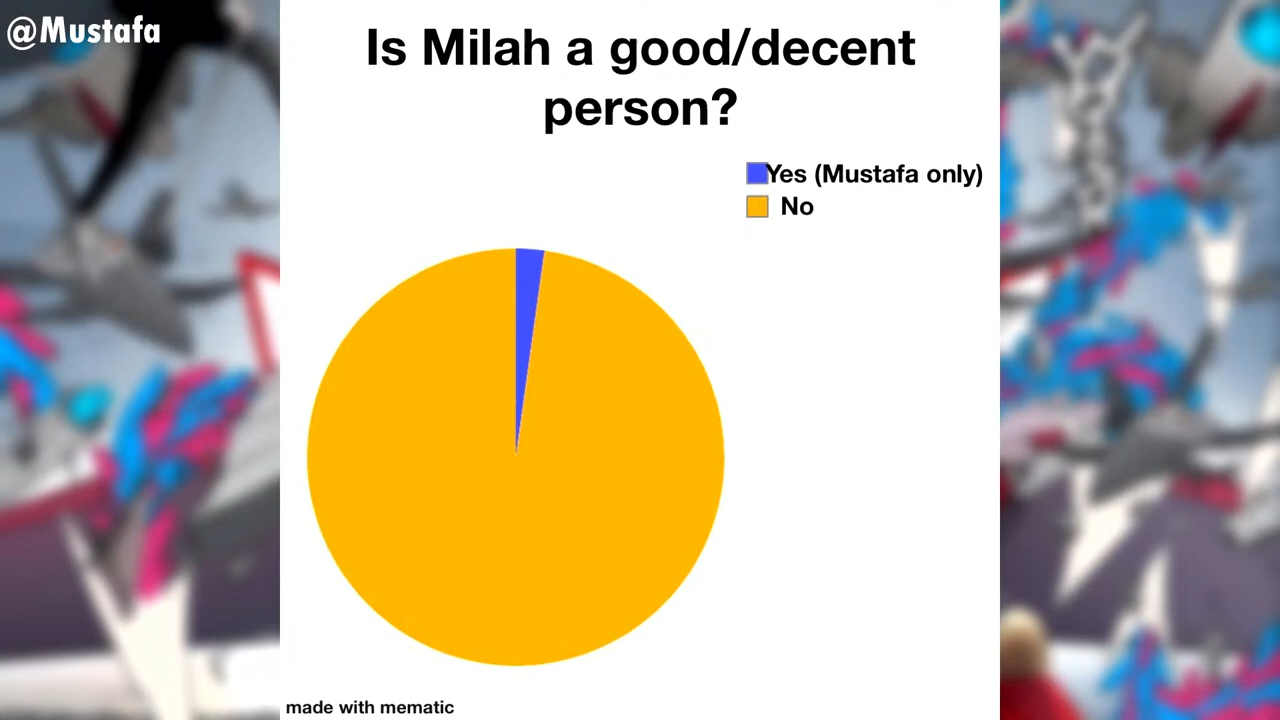 @Mustafa
Is Milah a good/decent
person?
Yes (Mustafa only)
No
made with mematic